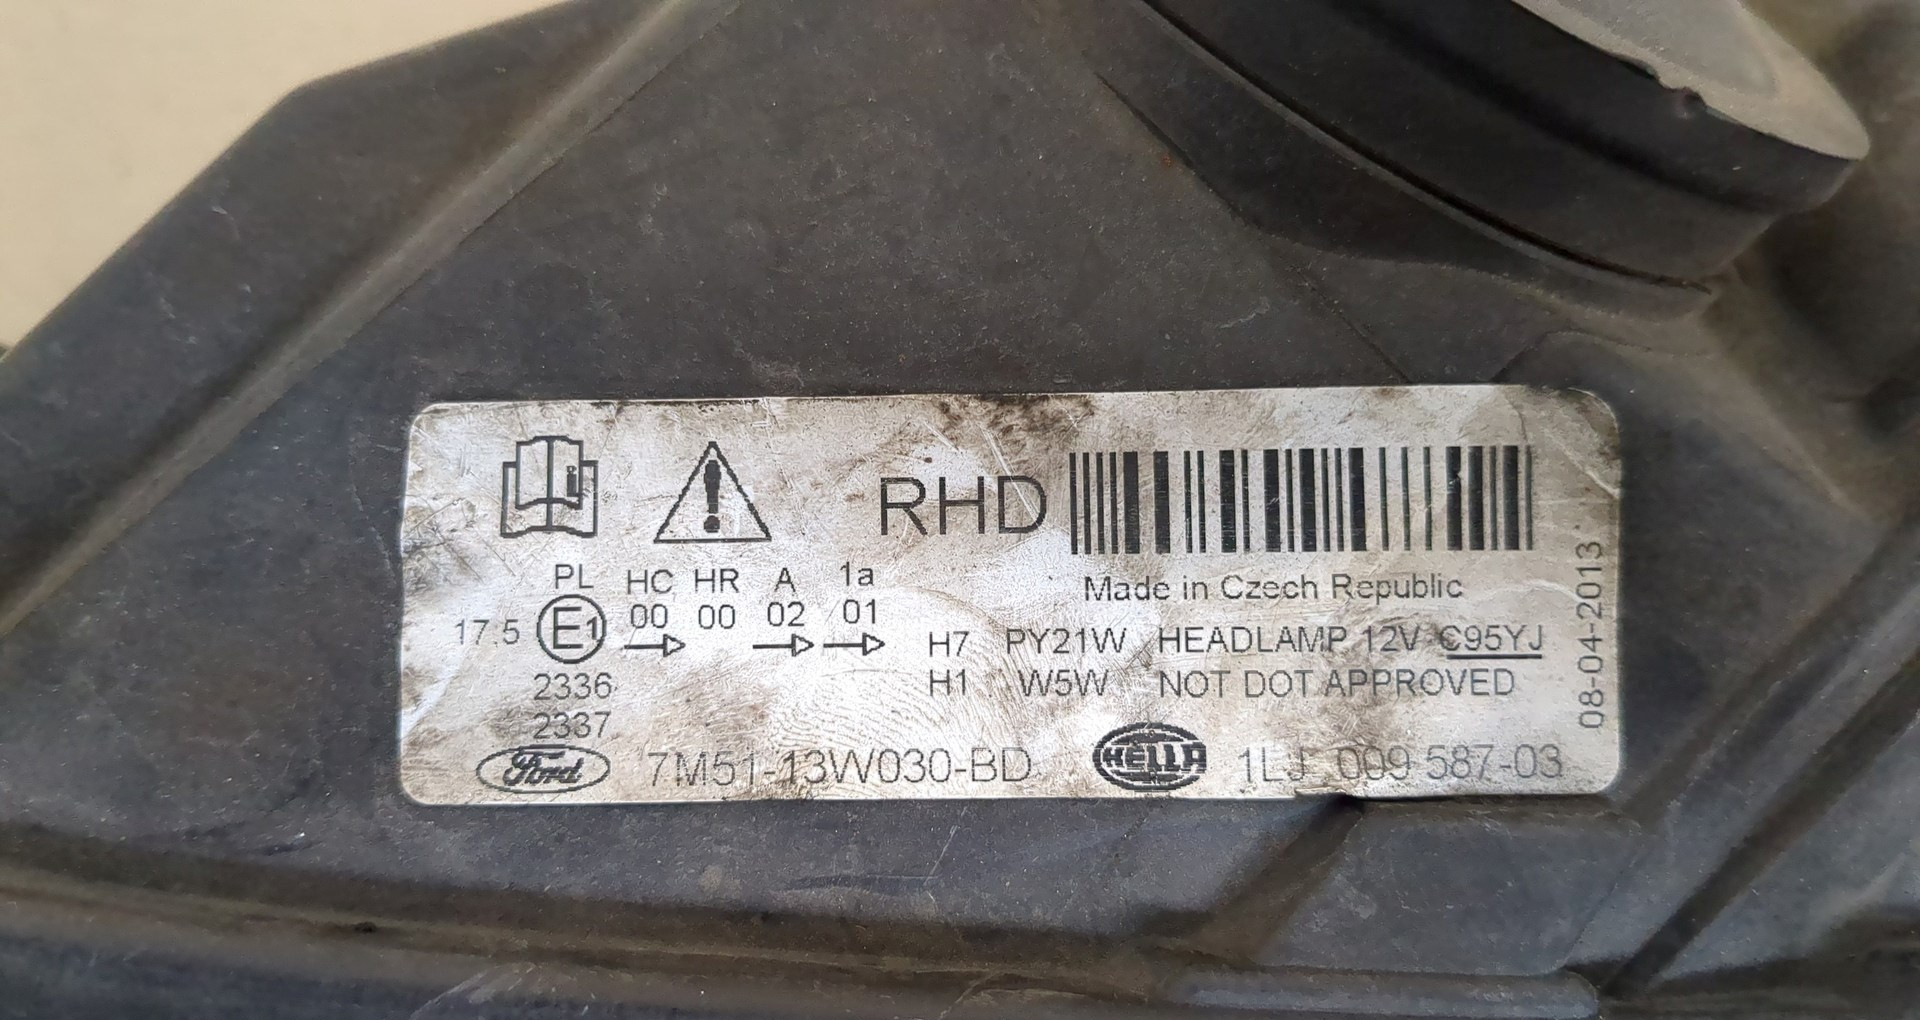 RHD
Made in Czech Republic
PL HC HR A 1a
17.5 E1 00 00 02 01
H7 PY21W HEADLAMP 12V C95YJ
2336 H1 W5W NOT DOT APPROVED
2337
Ford 7M51-13W030-BD HELLA 1LJ 009 587-03
08-04-2013